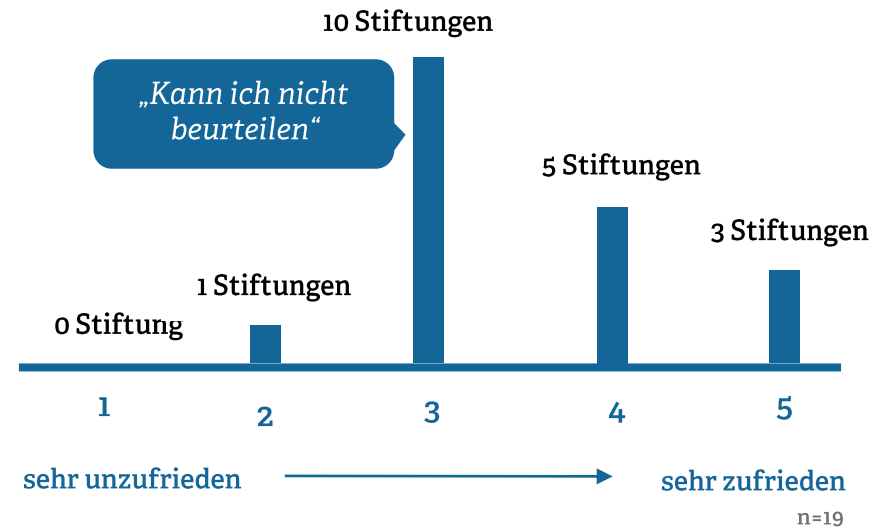 10 Stiftungen
„Kann ich nicht
beurteilen“
5 Stiftungen
3 Stiftungen
1 Stiftungen
0 Stiftung
1
2
3
4
5
sehr unzufrieden
sehr zufrieden
n=19